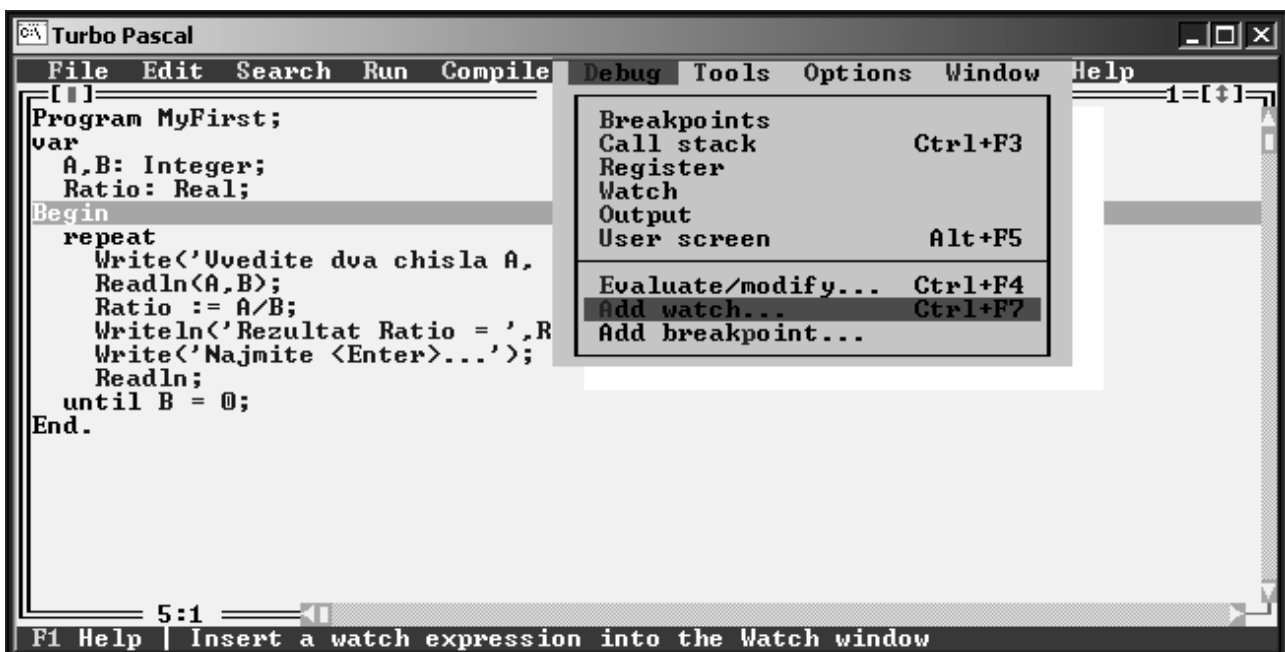 Turbo Pascal
File Edit Search Run Compile Debug Tools Options Window Help
1=[↕]
Program MyFirst;
var
A,B: Integer;
Ratio: Real;
Begin
repeat
Write('Vvedite dva chisla A,
Readln(A,B);
Ratio := A/B;
Writeln('Rezultat Ratio = ',R
Write('Najmite <Enter>...');
Readln;
until B = 0;
End.
Breakpoints
Call stack Ctrl+F3
Register
Watch
Output
User screen Alt+F5
Evaluate/modify... Ctrl+F4
Add watch... Ctrl+F7
Add breakpoint...
5:1
F1 Help | Insert a watch expression into the Watch window